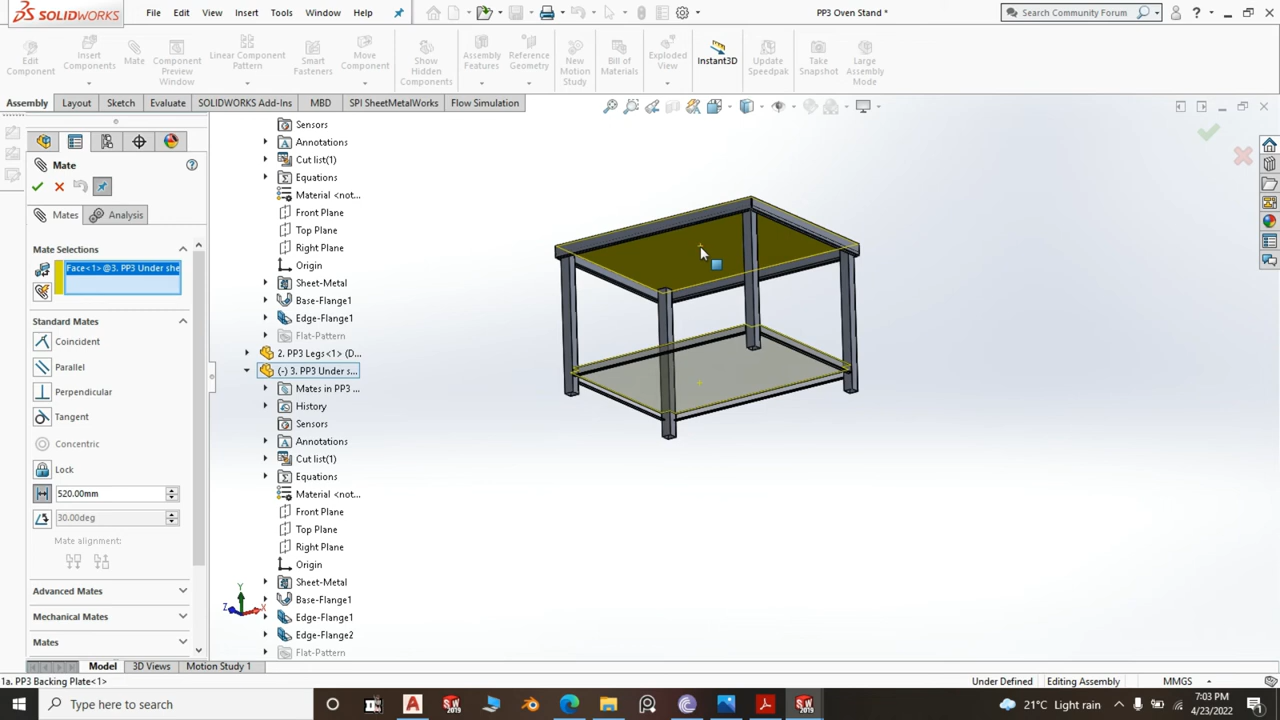 SOLIDWORKS
File
Edit
View
Insert
Tools
Window
Help
PP3 Oven Stand *
Search Community Forum
Edit
Component
Insert
Components
Mate
Component
Preview
Window
Linear Component
Pattern
Smart
Fasteners
Move
Component
Show
Hidden
Components
Assembly
Features
Reference
Geometry
New
Motion
Study
Bill of
Materials
Exploded
View
Instant3D
Update
Speedpak
Take
Snapshot
Large
Assembly
Mode
Assembly
Layout
Sketch
Evaluate
SOLIDWORKS Add-Ins
MBD
SPI SheetMetalWorks
Flow Simulation
Mate
Mates
Analysis
Mate Selections
Face<1>@3. PP3 Under she
Standard Mates
Coincident
Parallel
Perpendicular
Tangent
Concentric
Lock
520.00mm
30.00deg
Mate alignment:
Advanced Mates
Mechanical Mates
Mates
Sensors
Annotations
Cut list(1)
Equations
Material <not...
Front Plane
Top Plane
Right Plane
Origin
Sheet-Metal
Base-Flange1
Edge-Flange1
Flat-Pattern
2. PP3 Legs<1> (D...
(-) 3. PP3 Under s...
Mates in PP3 ...
History
Sensors
Annotations
Cut list(1)
Equations
Material <not...
Front Plane
Top Plane
Right Plane
Origin
Sheet-Metal
Base-Flange1
Edge-Flange1
Edge-Flange2
Flat-Pattern
Y
Z
X
Model
3D Views
Motion Study 1
1a. PP3 Backing Plate<1>
Under Defined
Editing Assembly
MMGS
Type here to search
21°C Light rain
7:03 PM
4/23/2022